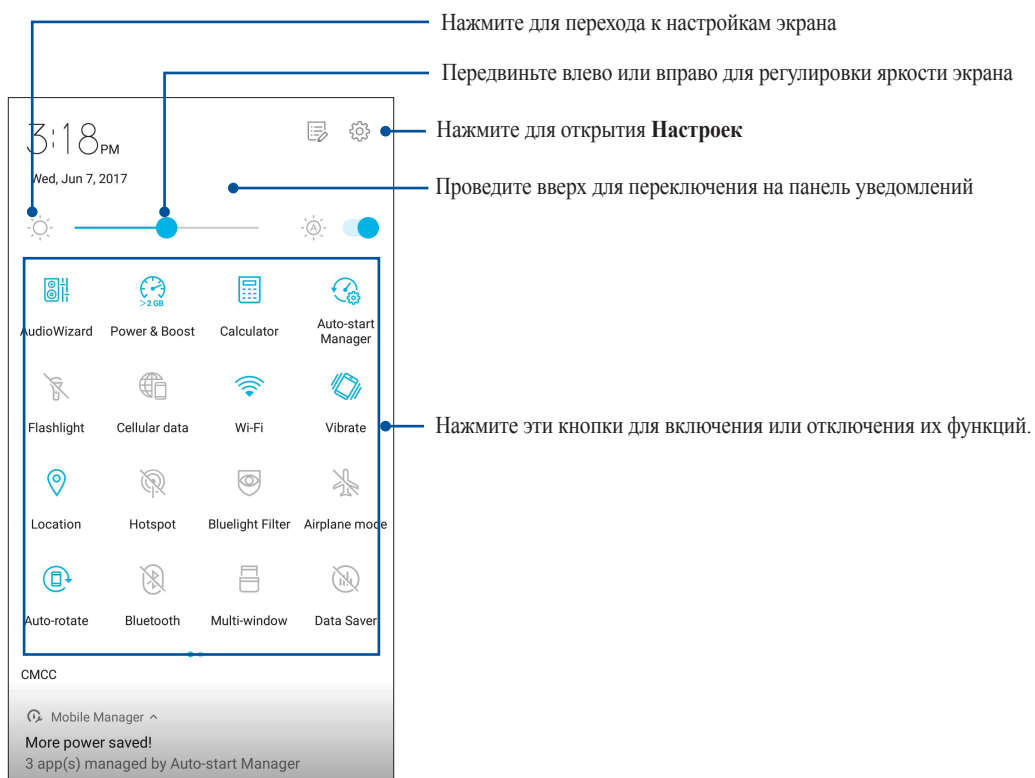 Нажмите для перехода к настройкам экрана
Передвиньте влево или вправо для регулировки яркости экрана
Нажмите для открытия Настроек
Проведите вверх для переключения на панель уведомлений
3:18 PM
Wed, Jun 7, 2017
A
>2 GB
AudioWizard Power & Boost Calculator Auto-start
Manager
Flashlight Cellular data Wi-Fi Vibrate
Нажмите эти кнопки для включения или отключения их функций.
Location Hotspot Bluelight Filter Airplane mode
Auto-rotate Bluetooth Multi-window Data Saver
CMCC
Mobile Manager
More power saved!
3 app(s) managed by Auto-start Manager